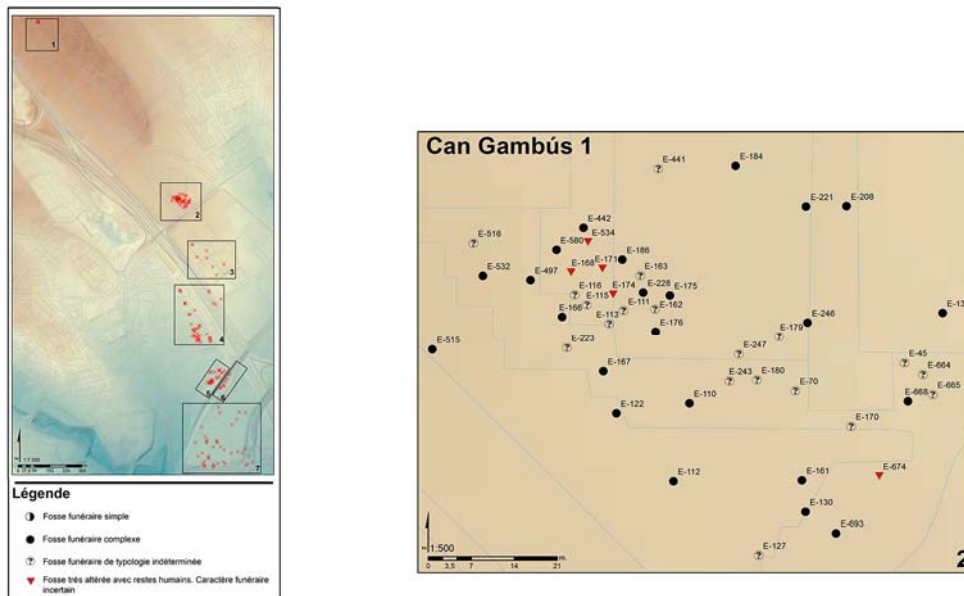 1
2
3
4
5
6
7
Légende
Fosse funéraire simple
Fosse funéraire complexe
Fosse funéraire de typologie indéterminée
Fosse très altérée avec restes humains. Caractère funéraire
incertain
Can Gambús 1
E-441
E-184
E-221
E-208
E-442
E-516
E-534
E-580
E-186
E-171
E-168
E-532
E-497
E-163
E-228
E-116
E-174
E-175
E-115
E-111
E-162
E-166
E-113
E-176
E-13
E-246
E-179
E-515
E-223
E-247
E-45
E-664
E-167
E-243
E-180
E-70
E-665
E-668
E-110
E-122
E-170
E-112
E-161
E-674
E-130
E-693
E-127
1:500
0 3,5 7 14 21
2